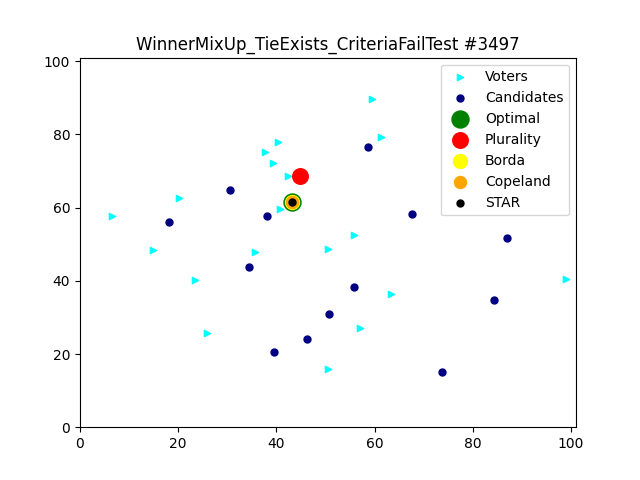 WinnerMixUp_TieExists_CriteriaFailTest #3497
100
80
60
40
20
0
0
20
40
60
80
100
Voters
Candidates
Optimal
Plurality
Borda
Copeland
STAR